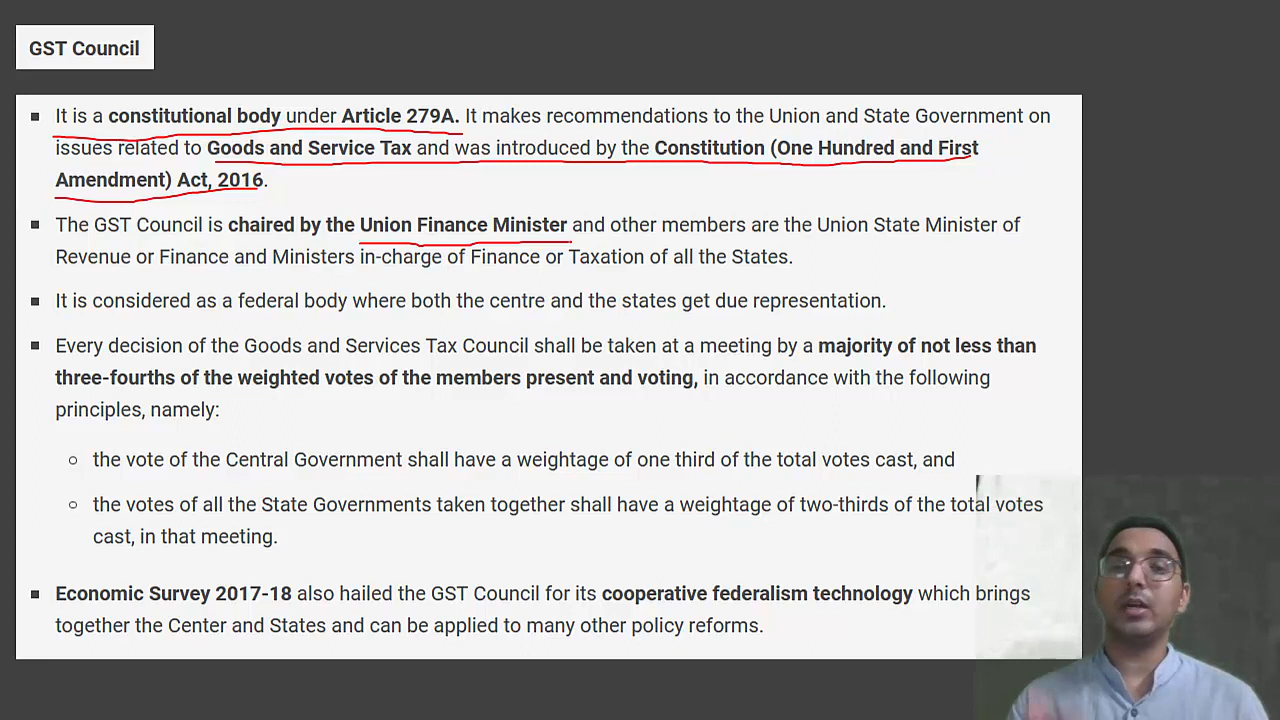 GST Council
It is a constitutional body under Article 279A. It makes recommendations to the Union and State Government on
issues related to Goods and Service Tax and was introduced by the Constitution (One Hundred and First
Amendment) Act, 2016.
The GST Council is chaired by the Union Finance Minister and other members are the Union State Minister of
Revenue or Finance and Ministers in-charge of Finance or Taxation of all the States.
It is considered as a federal body where both the centre and the states get due representation.
Every decision of the Goods and Services Tax Council shall be taken at a meeting by a majority of not less than
three-fourths of the weighted votes of the members present and voting, in accordance with the following
principles, namely:
the vote of the Central Government shall have a weightage of one third of the total votes cast, and
the votes of all the State Governments taken together shall have a weightage of two-thirds of the total votes
cast, in that meeting.
Economic Survey 2017-18 also hailed the GST Council for its cooperative federalism technology which brings
together the Center and States and can be applied to many other policy reforms.